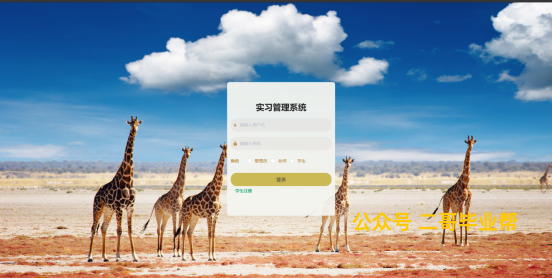 实习管理系统
请输入用户名
请输入密码
角色 管理员 教师 学生
登录
学生注册
公众号 二哥毕业帮